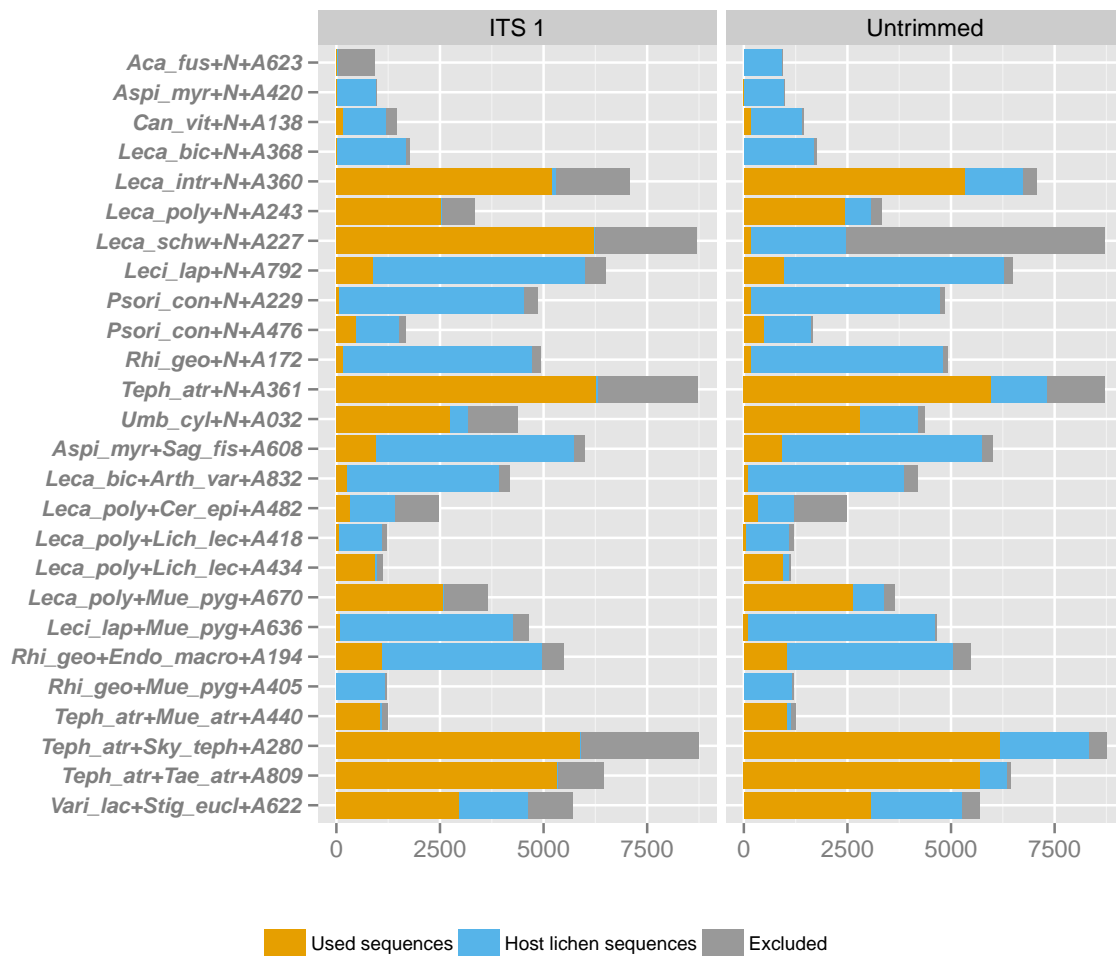 ITS 1 Untrimmed
Aca_fus+N+A623
Aspi_myr+N+A420
Can_vit+N+A138
Leca_bic+N+A368
Leca_intr+N+A360
Leca_poly+N+A243
Leca_schw+N+A227
Leci_lap+N+A792
Psori_con+N+A229
Psori_con+N+A476
Rhi_geo+N+A172
Teph_atr+N+A361
Umb_cyl+N+A032
Aspi_myr+Sag_fis+A608
Leca_bic+Arth_var+A832
Leca_poly+Cer_epi+A482
Leca_poly+Lich_lec+A418
Leca_poly+Lich_lec+A434
Leca_poly+Mue_pyg+A670
Leci_lap+Mue_pyg+A636
Rhi_geo+Endo_macro+A194
Rhi_geo+Mue_pyg+A405
Teph_atr+Mue_atr+A440
Teph_atr+Sky_teph+A280
Teph_atr+Tae_atr+A809
Vari_lac+Stig_eucl+A622
0 2500 5000 7500 0 2500 5000 7500
Used sequences Host lichen sequences Excluded